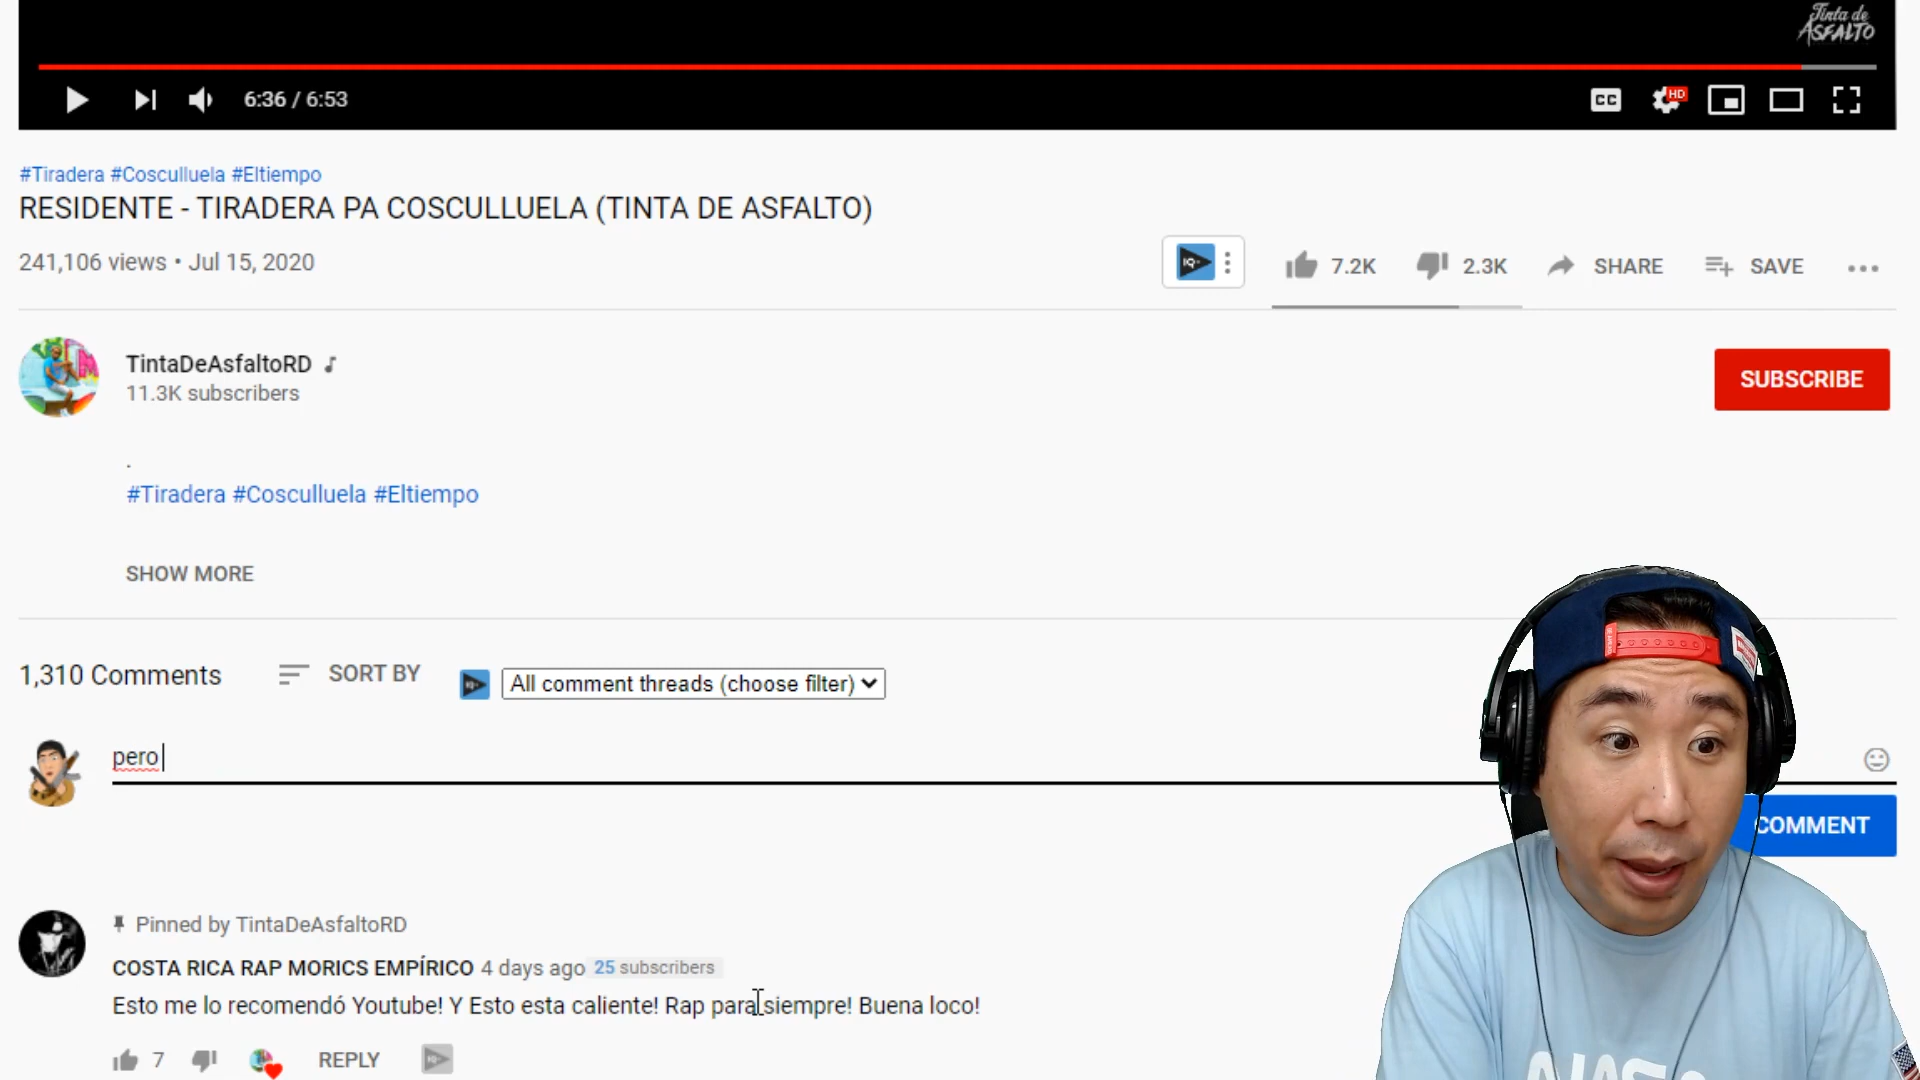 Tinta de
ASFALTO
6:36 / 6:53
CC
HD
#Tiradera #Cosculluela #Eltiempo
RESIDENTE - TIRADERA PA COSCULLUELA (TINTA DE ASFALTO)
241,106 views • Jul 15, 2020
IQ
7.2K
2.3K
SHARE
SAVE
TintaDeAsfaltoRD
11.3K subscribers
SUBSCRIBE
.
#Tiradera #Cosculluela #Eltiempo
SHOW MORE
1,310 Comments
SORT BY
All comment threads (choose filter)
pero
COMMENT
Pinned by TintaDeAsfaltoRD
COSTA RICA RAP MORICS EMPÍRICO 4 days ago 25 subscribers
Esto me lo recomendó Youtube! Y Esto esta caliente! Rap para siempre! Buena loco!
7
REPLY